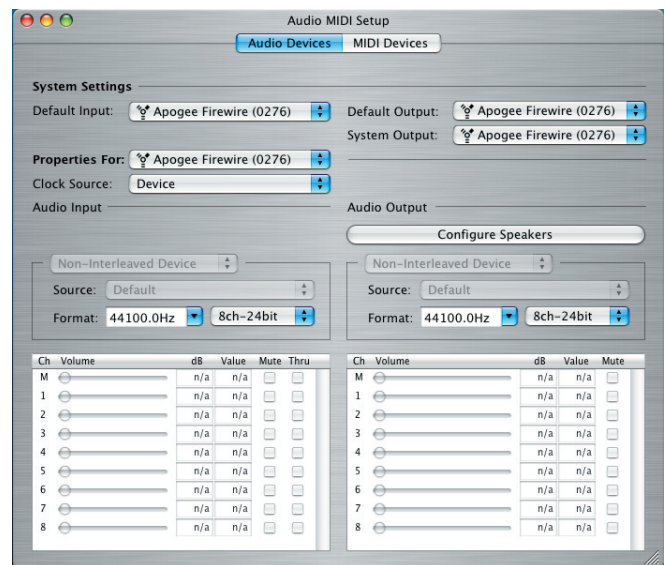 Audio MIDI Setup
Audio Devices MIDI Devices
System Settings
Default Input: Apogee Firewire (0276) Default Output: Apogee Firewire (0276)
System Output: Apogee Firewire (0276)
Properties For: Apogee Firewire (0276)
Clock Source: Device
Audio Input Audio Output
Configure Speakers
Non-Interleaved Device Non-Interleaved Device
Source: Default Source: Default
Format: 44100.0Hz 8ch-24bit Format: 44100.0Hz 8ch-24bit
Ch Volume dB Value Mute Thru Ch Volume dB Value Mute
M n/a n/a M n/a n/a
1 n/a n/a 1 n/a n/a
2 n/a n/a 2 n/a n/a
3 n/a n/a 3 n/a n/a
4 n/a n/a 4 n/a n/a
5 n/a n/a 5 n/a n/a
6 n/a n/a 6 n/a n/a
7 n/a n/a 7 n/a n/a
8 n/a n/a 8 n/a n/a